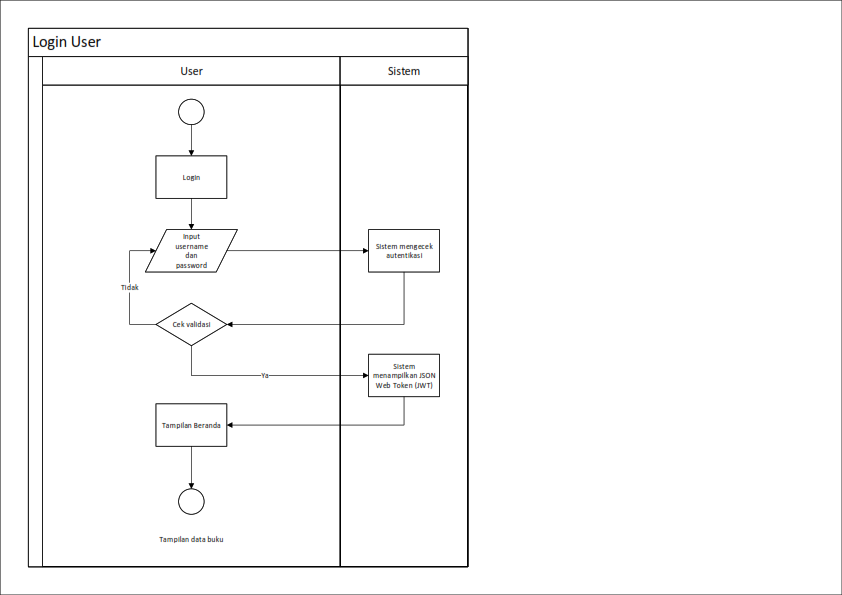 Login User
User
Sistem
Login
Input
username
dan
password
Sistem mengecek
autentikasi
Tidak
Cek validasi
Ya
Sistem
menampilkan JSON
Web Token (JWT)
Tampilan Beranda
Tampilan data buku